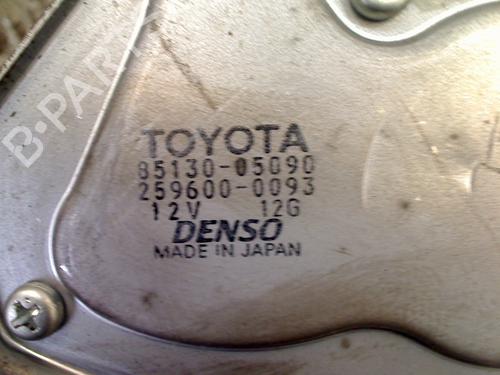 B-PARTS
TOYOTA
85130-05090
259600-0093
12V 12G
DENSO
MADE IN JAPAN